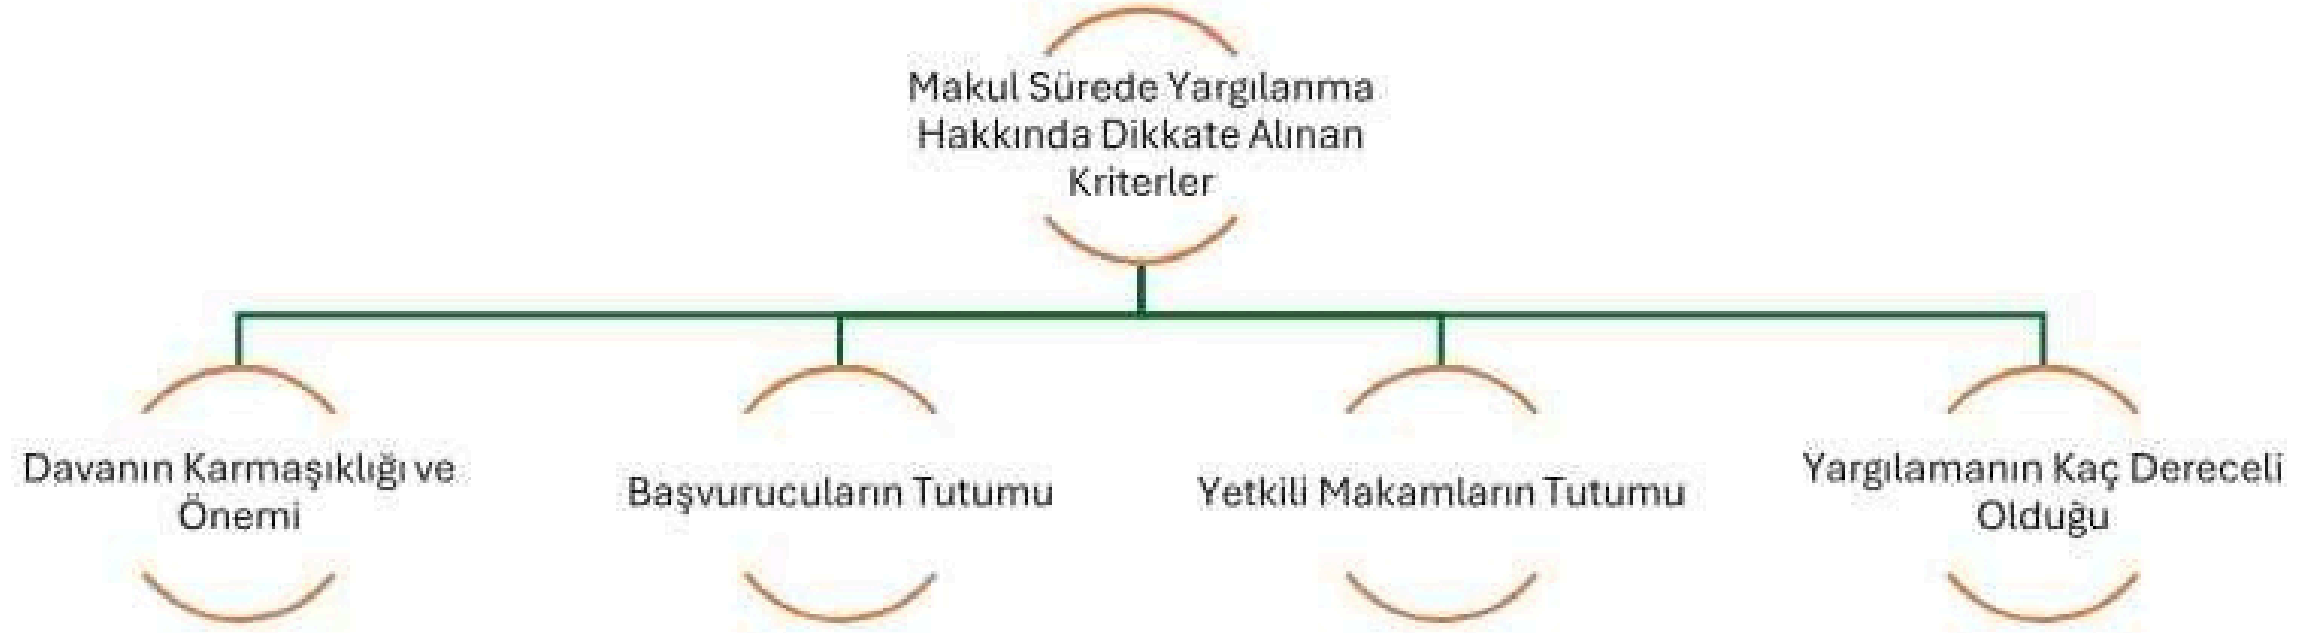 Makul Sürede Yargılanma
Hakkında Dikkate Alınan
Kriterler
Davanın Karmaşıklığı ve
Önemi
Başvurucuların Tutumu
Yetkili Makamların Tutumu
Yargılamanın Kaç Dereceli
Olduğu